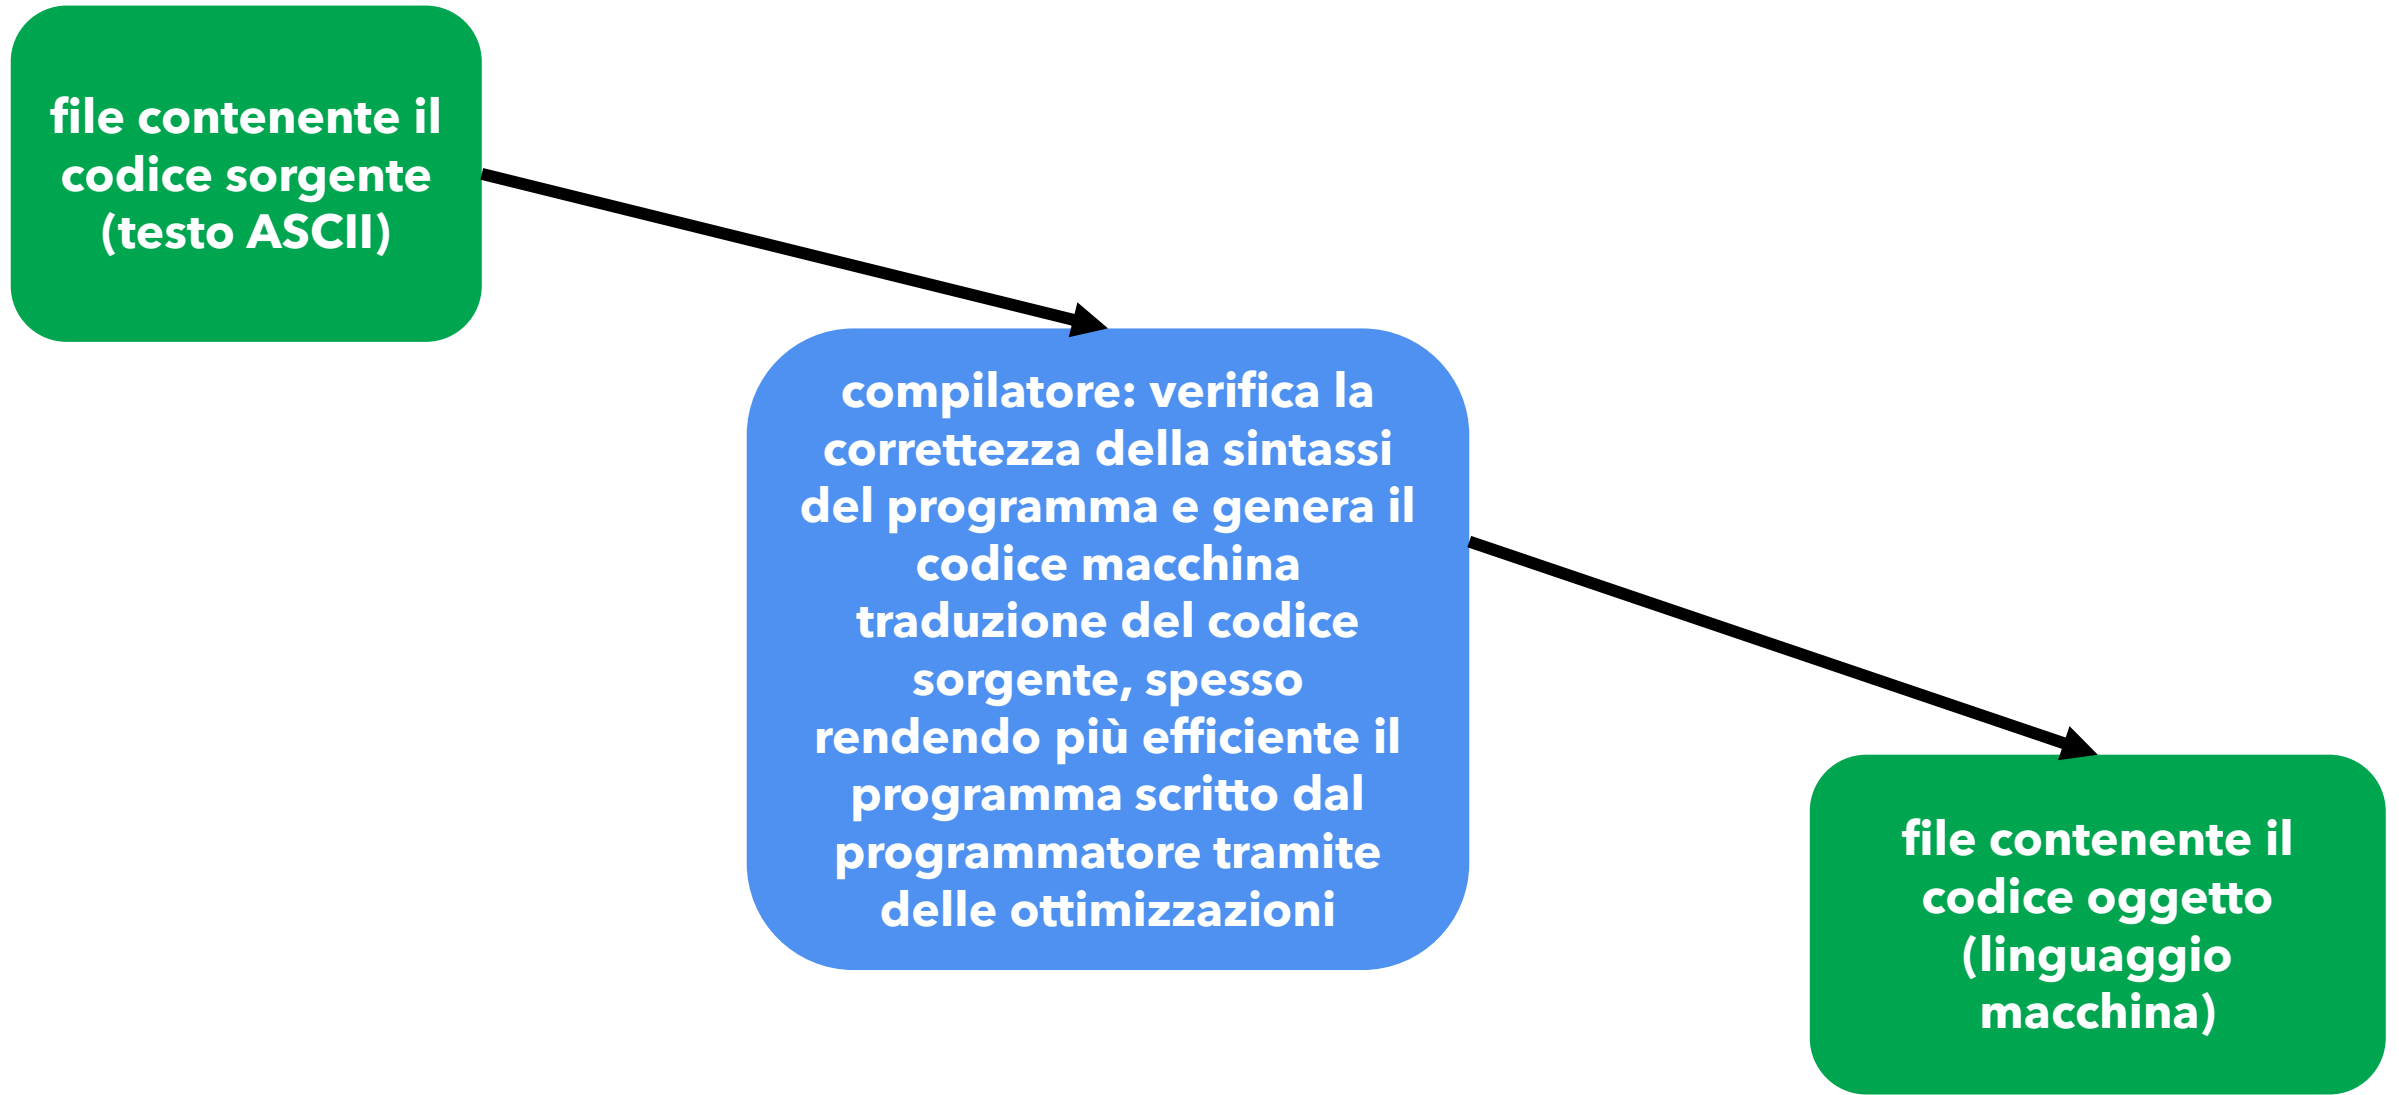 file contenente il
codice sorgente
(testo ASCII)
compilatore: verifica la
correttezza della sintassi
del programma e genera il
codice macchina
traduzione del codice
sorgente, spesso
rendendo più efficiente il
programma scritto dal
programmatore tramite
delle ottimizzazioni
file contenente il
codice oggetto
(linguaggio
macchina)